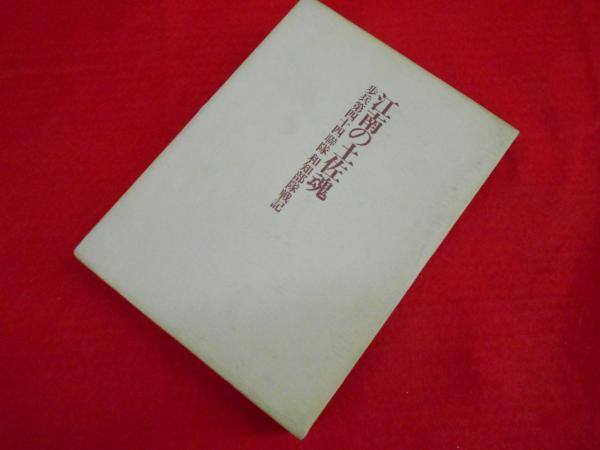 江南の土佐魂
歩兵第四十四聯隊 和知部隊戦記